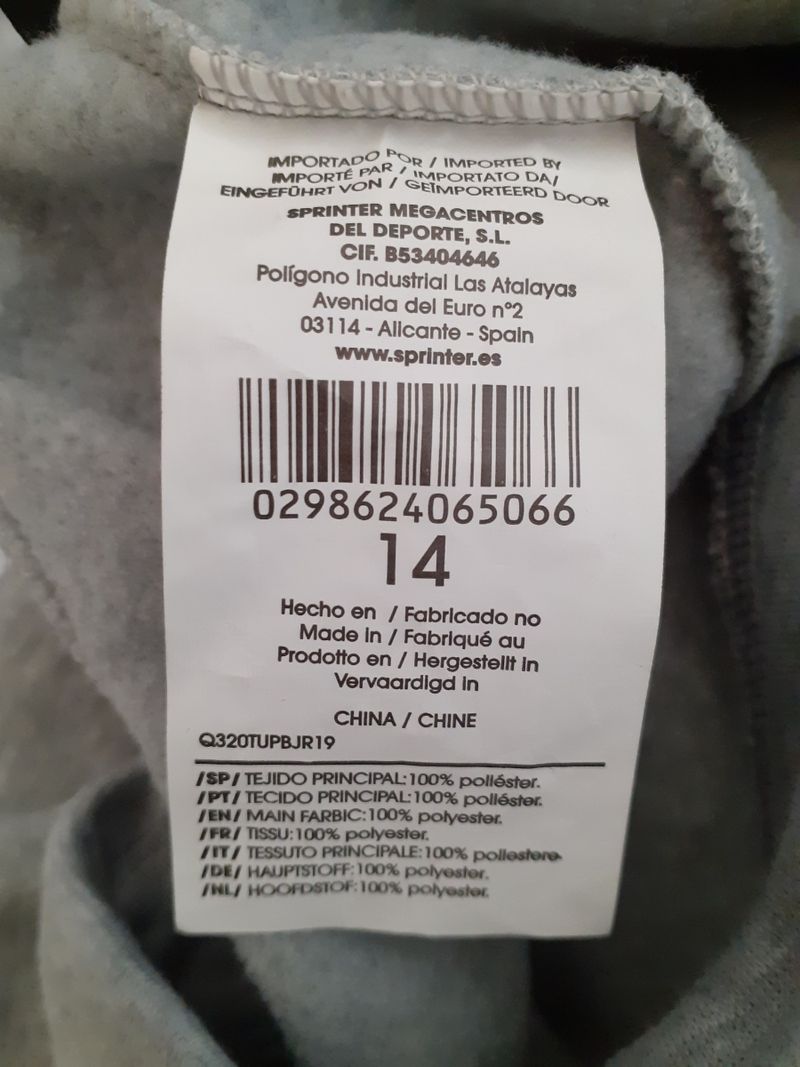 IMPORTADO POR / IMPORTED BY
IMPORTÉ PAR / IMPORTATO DA/
EINGEFÜHRT VON / GEÏMPORTEERD DOOR
SPRINTER MEGACENTROS
DEL DEPORTE, S.L.
CIF. B53404646
Polígono Industrial Las Atalayas
Avenida del Euro nº2
03114 - Alicante - Spain
www.sprinter.es
0298624065066
14
Hecho en / Fabricado no
Made in / Fabriqué au
Prodotto en / Hergestellt in
Vervaardigd in
CHINA / CHINE
Q320TUPBJR19
/SP/ TEJIDO PRINCIPAL:100% poliéster.
/PT/ TECIDO PRINCIPAL:100% poliéster.
/EN/ MAIN FARBIC:100% polyester.
/FR/ TISSU:100% polyester.
/IT/ TESSUTO PRINCIPALE:100% poliestere.
/DE/ HAUPTSTOFF:100% polyester.
/NL/ HOOFDSTOF:100% polyester.